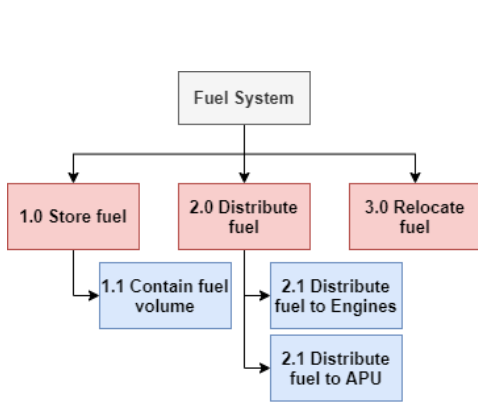 Fuel System
1.0 Store fuel
2.0 Distribute
fuel
3.0 Relocate
fuel
1.1 Contain fuel
volume
2.1 Distribute
fuel to Engines
2.1 Distribute
fuel to APU